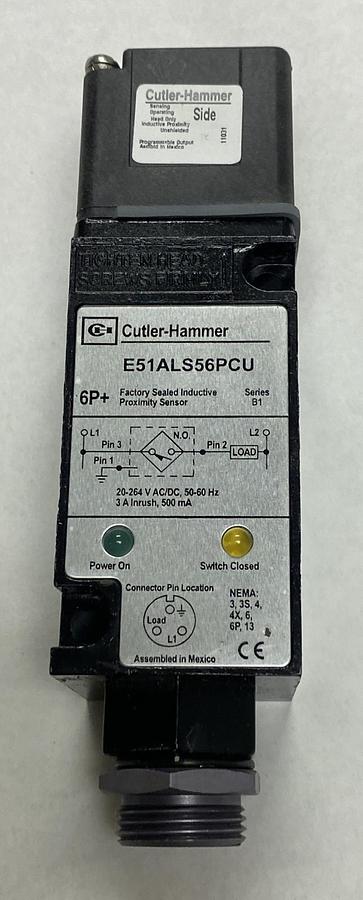 Cutler-Hammer
Sensing
Operating Side
Head Only
Inductive Proximity
Unshielded
Programmable Output
Assembled in Mexico
11031
TIGHTEN HEAD
SCREWS FIRMLY
CH Cutler-Hammer
E51ALS56PCU
6P+ Factory Sealed Inductive Series
Proximity Sensor B1
L1 N.O. L2
Pin 3 Pin 2 LOAD
Pin 1
20-264 V AC/DC, 50-60 Hz
3 A Inrush, 500 mA
Power On Switch Closed
Connector Pin Location
NEMA:
3, 3S, 4,
4X, 6,
6P, 13
Load
L1
CE
Assembled in Mexico